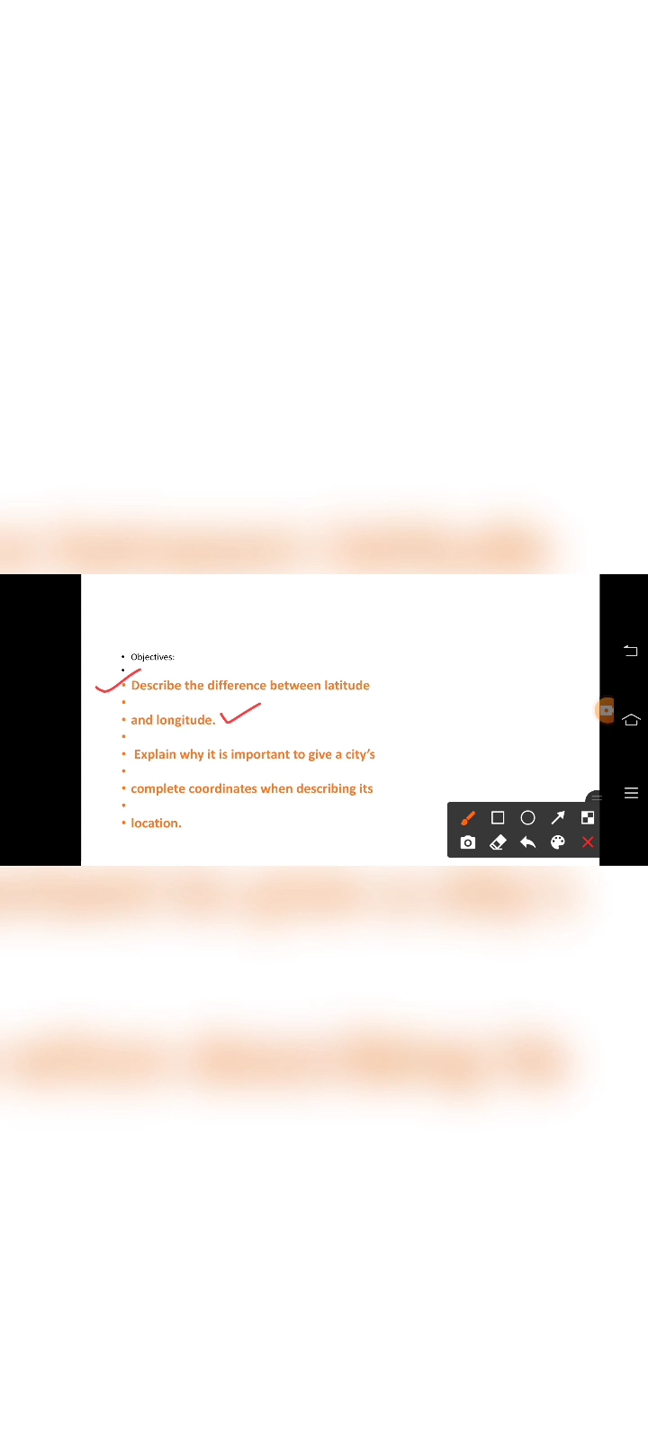 • Objectives:
•
• Describe the difference between latitude
•
• and longitude.
•
• Explain why it is important to give a city’s
•
• complete coordinates when describing its
•
• location.